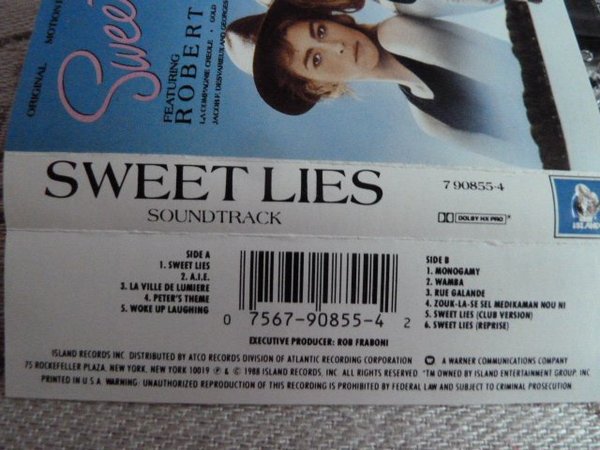 ORIGINAL MOTION
Swee
FEATURING
ROBERT
LA COMPAGNIE CREOLE · GOLD
JACOB F. DESVARIEUX AND GEORGES
SWEET LIES
SOUNDTRACK
7 90855-4
DOLBY HX PRO
ISLAND
SIDE A
1. SWEET LIES
2. A.I.E.
3. LA VILLE DE LUMIERE
4. PETER'S THEME
5. WOKE UP LAUGHING
0 7567-90855-4 2
SIDE B
1. MONOGAMY
2. WAMBA
3. RUE GALANDE
4. ZOUK-LA-SE SEL MEDIKAMAN NOU NI
5. SWEET LIES (CLUB VERSION)
6. SWEET LIES (REPRISE)
EXECUTIVE PRODUCER: ROB FRABONI
ISLAND RECORDS INC. DISTRIBUTED BY ATCO RECORDS DIVISION OF ATLANTIC RECORDING CORPORATION A WARNER COMMUNICATIONS COMPANY
75 ROCKEFELLER PLAZA, NEW YORK, NEW YORK 10019 ℗ & © 1988 ISLAND RECORDS, INC. ALL RIGHTS RESERVED ™OWNED BY ISLAND ENTERTAINMENT GROUP, INC.
PRINTED IN U S A WARNING: UNAUTHORIZED REPRODUCTION OF THIS RECORDING IS PROHIBITED BY FEDERAL LAW AND SUBJECT TO CRIMINAL PROSECUTION.